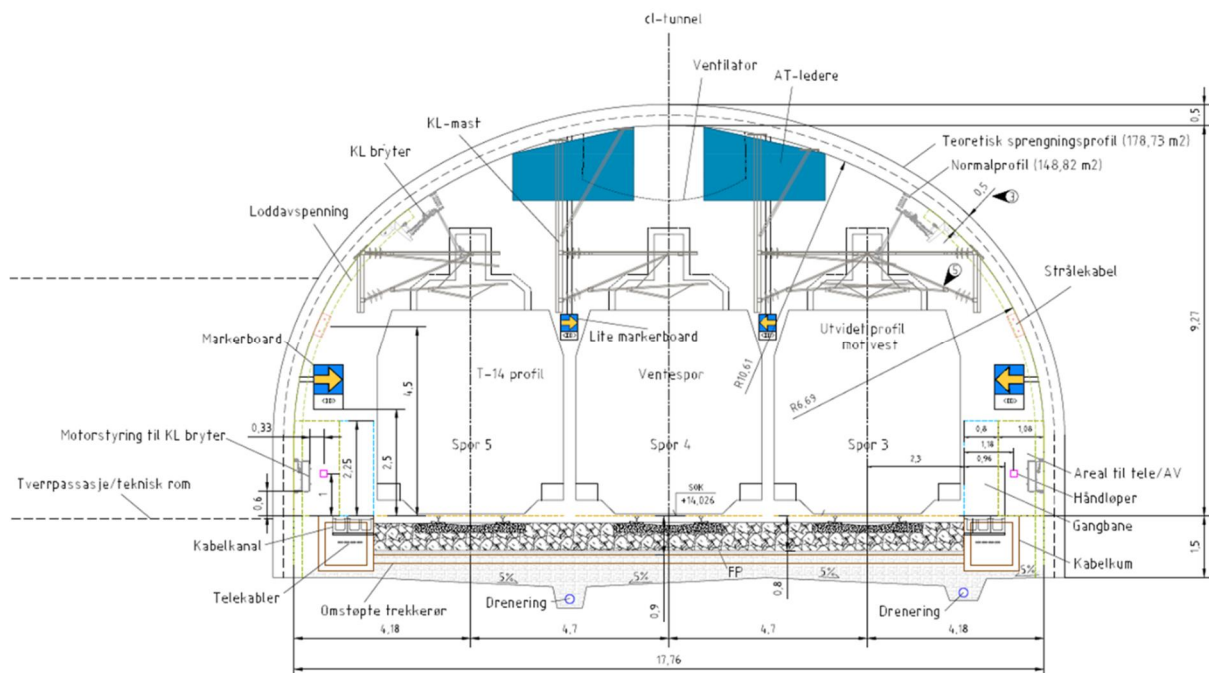 cl-tunnel
Ventilator
AT-ledere
KL-mast
KL bryter
Loddavspenning
Teoretisk sprengningsprofil (178,73 m2)
Normalprofil (148,82 m2)
0,5
0,5
3
5
Strålekabel
9,27
Markerboard
Lite markerboard
Utvidet profil
mot vest
R10,61
R6,69
T-14 profil
Ventespor
4,5
2,5
2,25
0,33
Motorstyring til KL bryter
Spor 5
Spor 4
Spor 3
0,8
1,08
1,18
0,96
2,3
Areal til tele/AV
Håndløper
Gangbane
Tverrpassasje/teknisk rom
0,6
1
SOK
+14,026
Kabelkanal
Kabelkum
1,5
Telekabler
Omstøpte trekkerør
5%
5%
5%
5%
FP
Drenering
Drenering
0,9
0,8
4,18
4,7
4,7
4,18
17,76